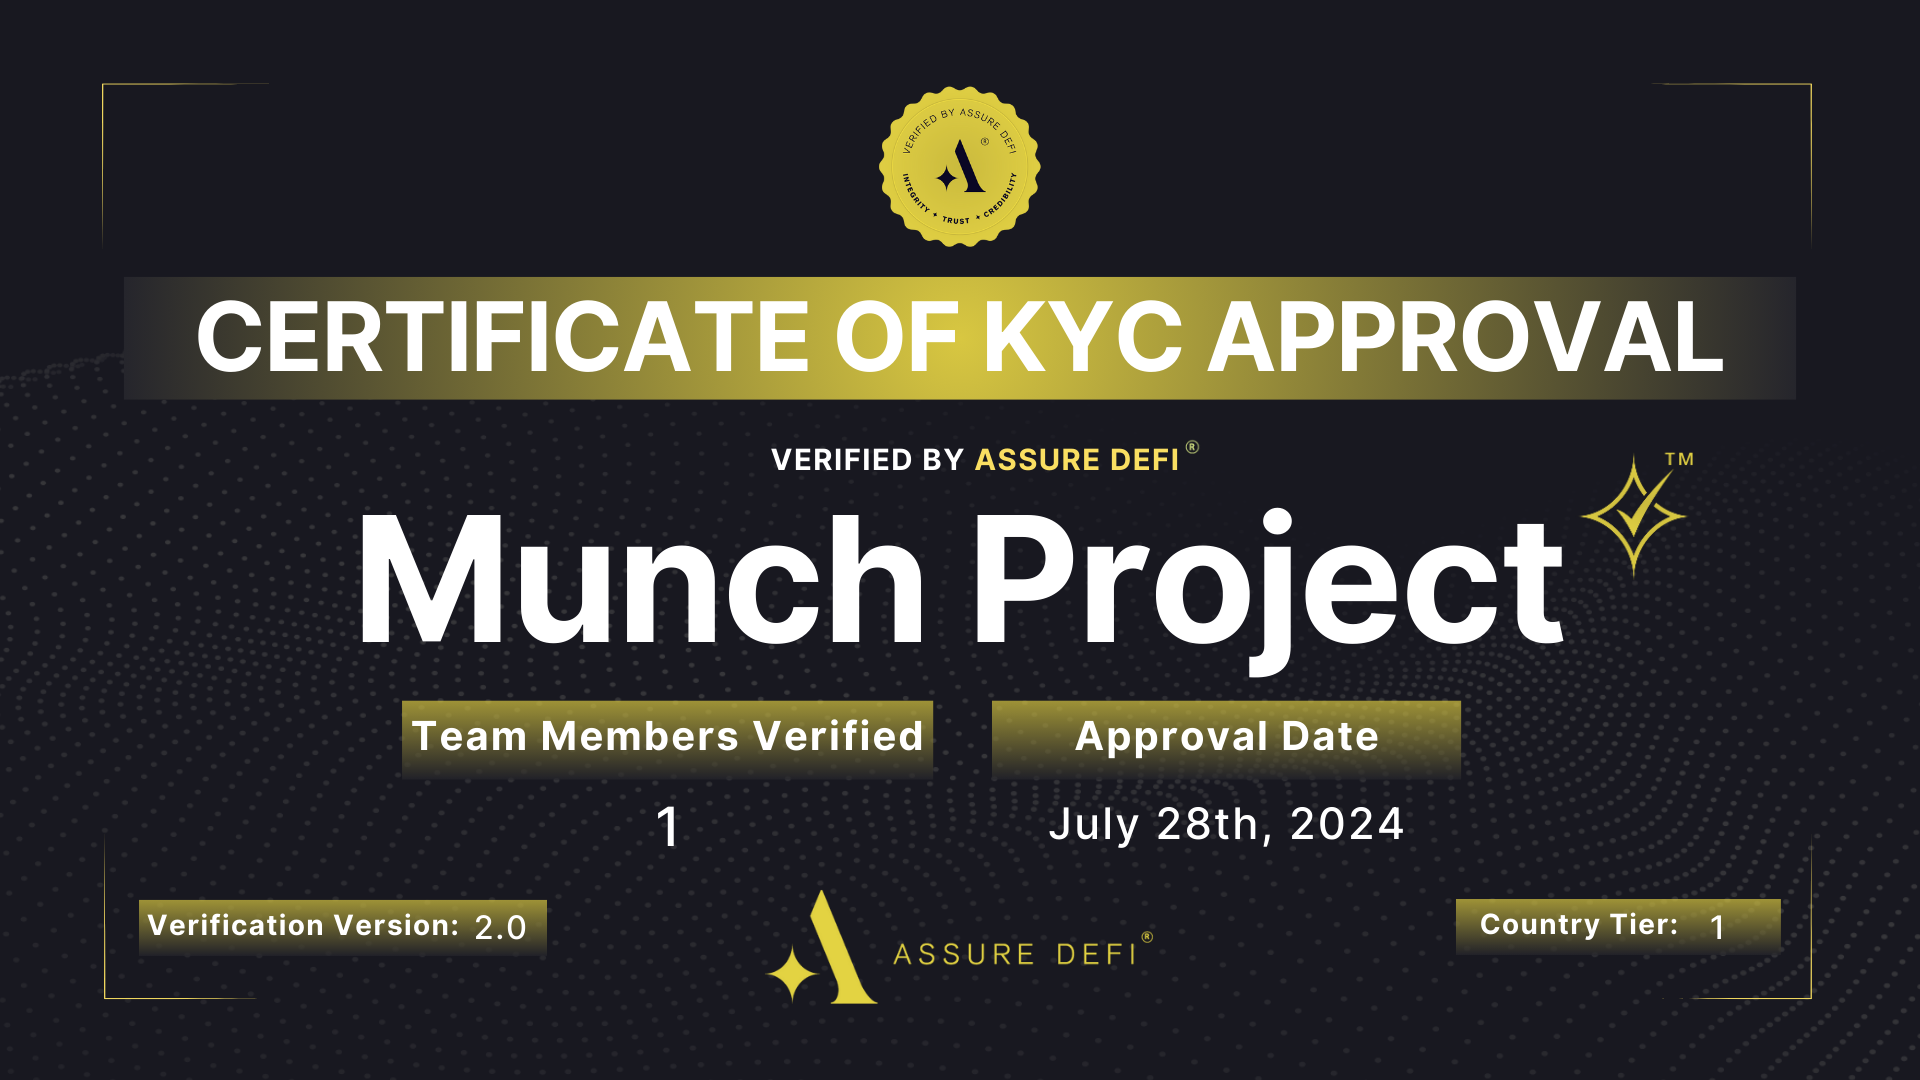 VERIFIED BY ASSURE DEFI
A ®
INTEGRITY ✦ TRUST ✦ CREDIBILITY
CERTIFICATE OF KYC APPROVAL
VERIFIED BY ASSURE DEFI ®
TM
Munch Project
Team Members Verified
1
Approval Date
July 28th, 2024
Verification Version: 2.0
ASSURE DEFI ®
Country Tier: 1